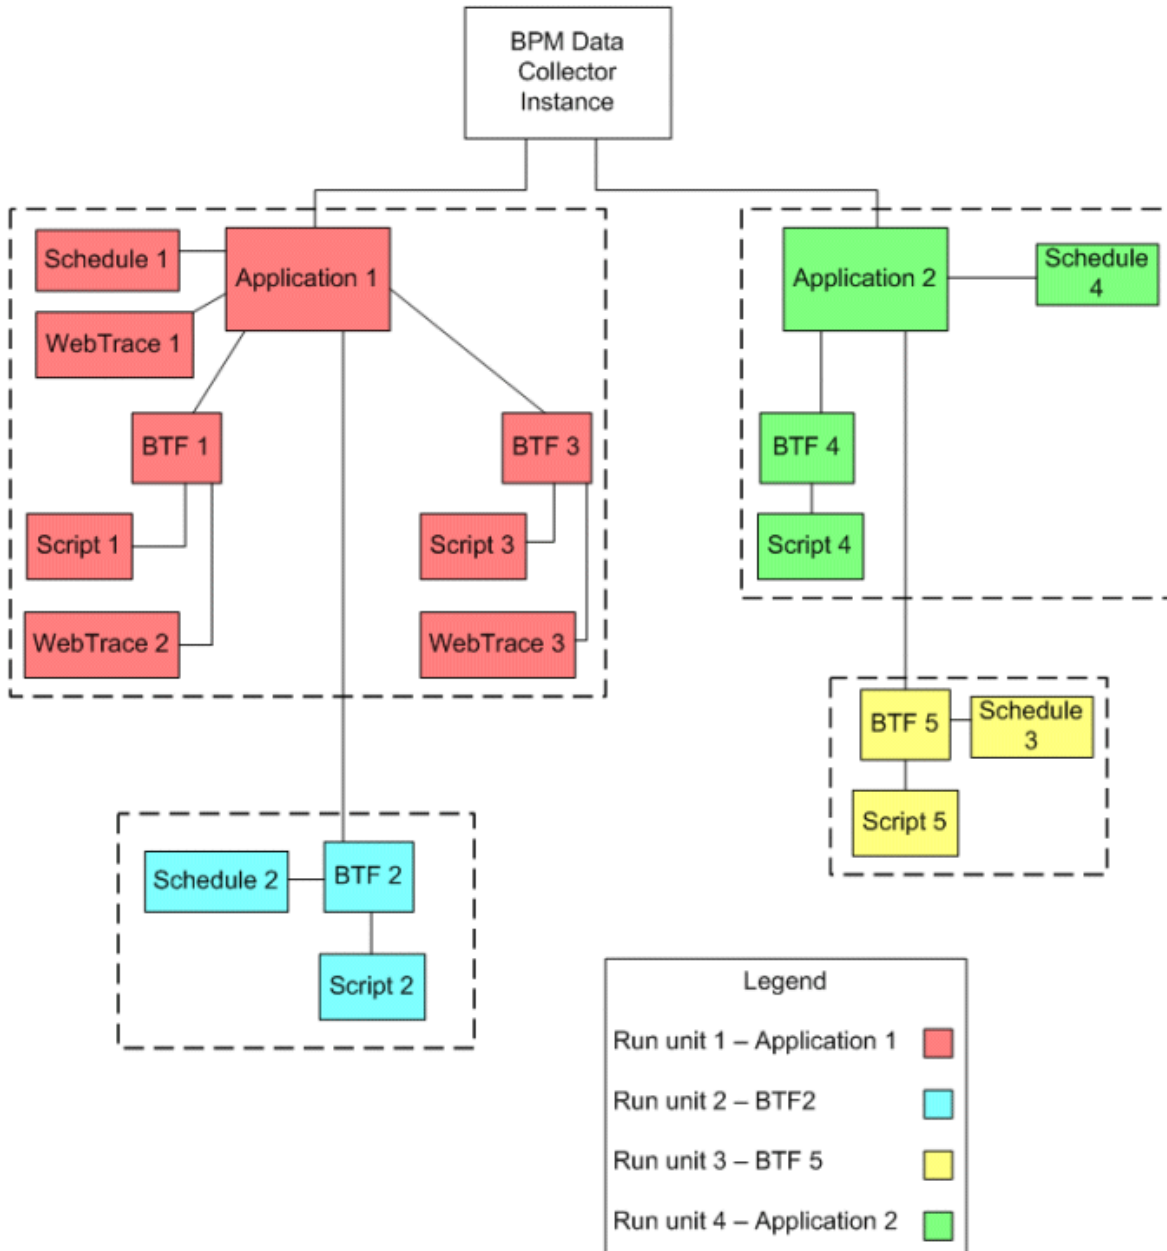 BPM Data
Collector
Instance
Schedule 1
Application 1
WebTrace 1
BTF 1
BTF 3
Script 1
Script 3
WebTrace 2
WebTrace 3
Application 2
Schedule
4
BTF 4
Script 4
BTF 5
Schedule
3
Script 5
Schedule 2
BTF 2
Script 2
Legend
Run unit 1 – Application 1
Run unit 2 – BTF2
Run unit 3 – BTF 5
Run unit 4 – Application 2